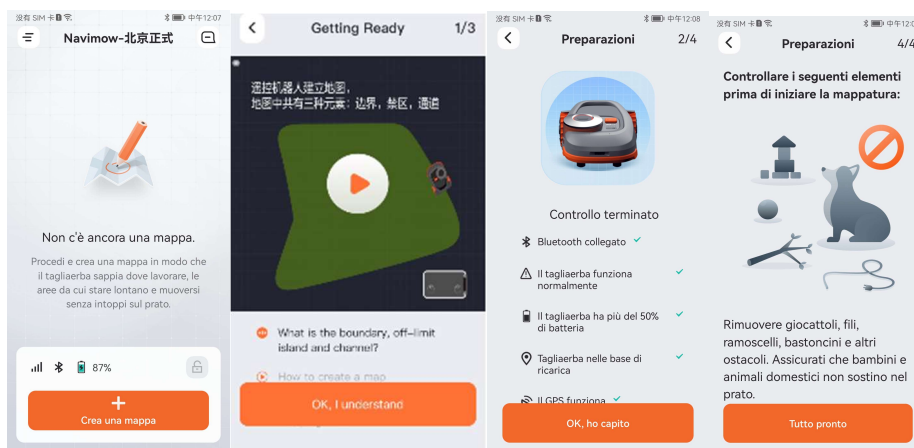 没有 SIM 卡
中午12:07
Navimow-北京正式
Non c'è ancora una mappa.
Procedi e crea una mappa in modo che
il tagliaerba sappia dove lavorare, le
aree da cui stare lontano e muoversi
senza intoppi sul prato.
87%
Crea una mappa
Getting Ready
1/3
遥控机器人建立地图,
地图中共有三种元素:边界,禁区,通道
What is the boundary, off-limit
island and channel?
How to create a map
OK, I understand
没有 SIM 卡
中午12:08
Preparazioni
2/4
Controllo terminato
Bluetooth collegato
Il tagliaerba funziona
normalmente
Il tagliaerba ha più del 50%
di batteria
Tagliaerba nelle base di
ricarica
Il GPS funziona
OK, ho capito
没有 SIM 卡
Preparazioni
4/4
Controllare i seguenti elementi
prima di iniziare la mappatura:
Rimuovere giocattoli, fili,
ramoscelli, bastoncini e altri
ostacoli. Assicurati che bambini e
animali domestici non sostino nel
prato.
Tutto pronto